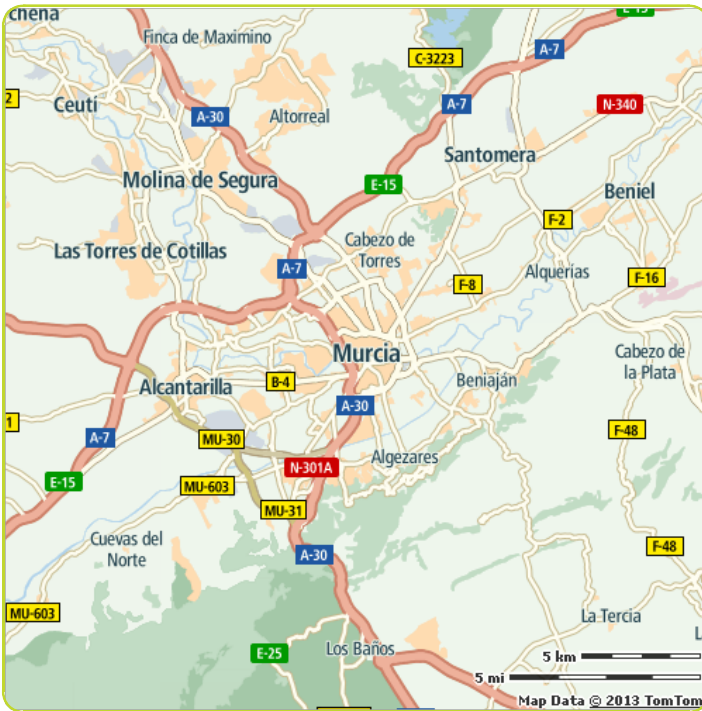 chena
Finca de Maximino
C-3223
A-7
2
Ceutí
A-30
Altorreal
A-7
N-340
Santomera
Molina de Segura
E-15
Beniel
F-2
Las Torres de Cotillas
Cabezo de
Torres
A-7
Alquerías
F-16
F-8
Murcia
Cabezo de
la Plata
Alcantarilla
B-4
Beniaján
A-30
1
A-7
MU-30
F-48
Algezares
N-301A
E-15
MU-603
MU-31
Cuevas del
Norte
A-30
F-48
MU-603
La Tercia
L
E-25
Los Baños
5 km
5 mi
Map Data © 2013 TomTom